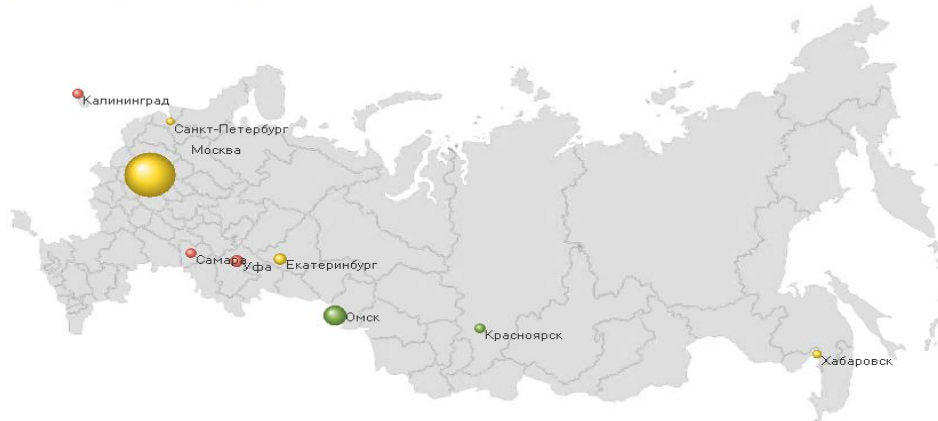 Калининград
Санкт-Петербург
Москва
Самара
Уфа
Екатеринбург
Омск
Красноярск
Хабаровск